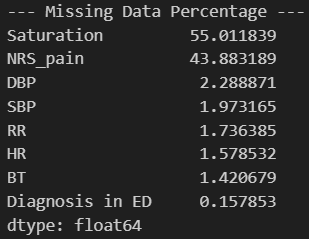 --- Missing Data Percentage ---
Saturation 55.011839
NRS_pain 43.883189
DBP 2.288871
SBP 1.973165
RR 1.736385
HR 1.578532
BT 1.420679
Diagnosis in ED 0.157853
dtype: float64